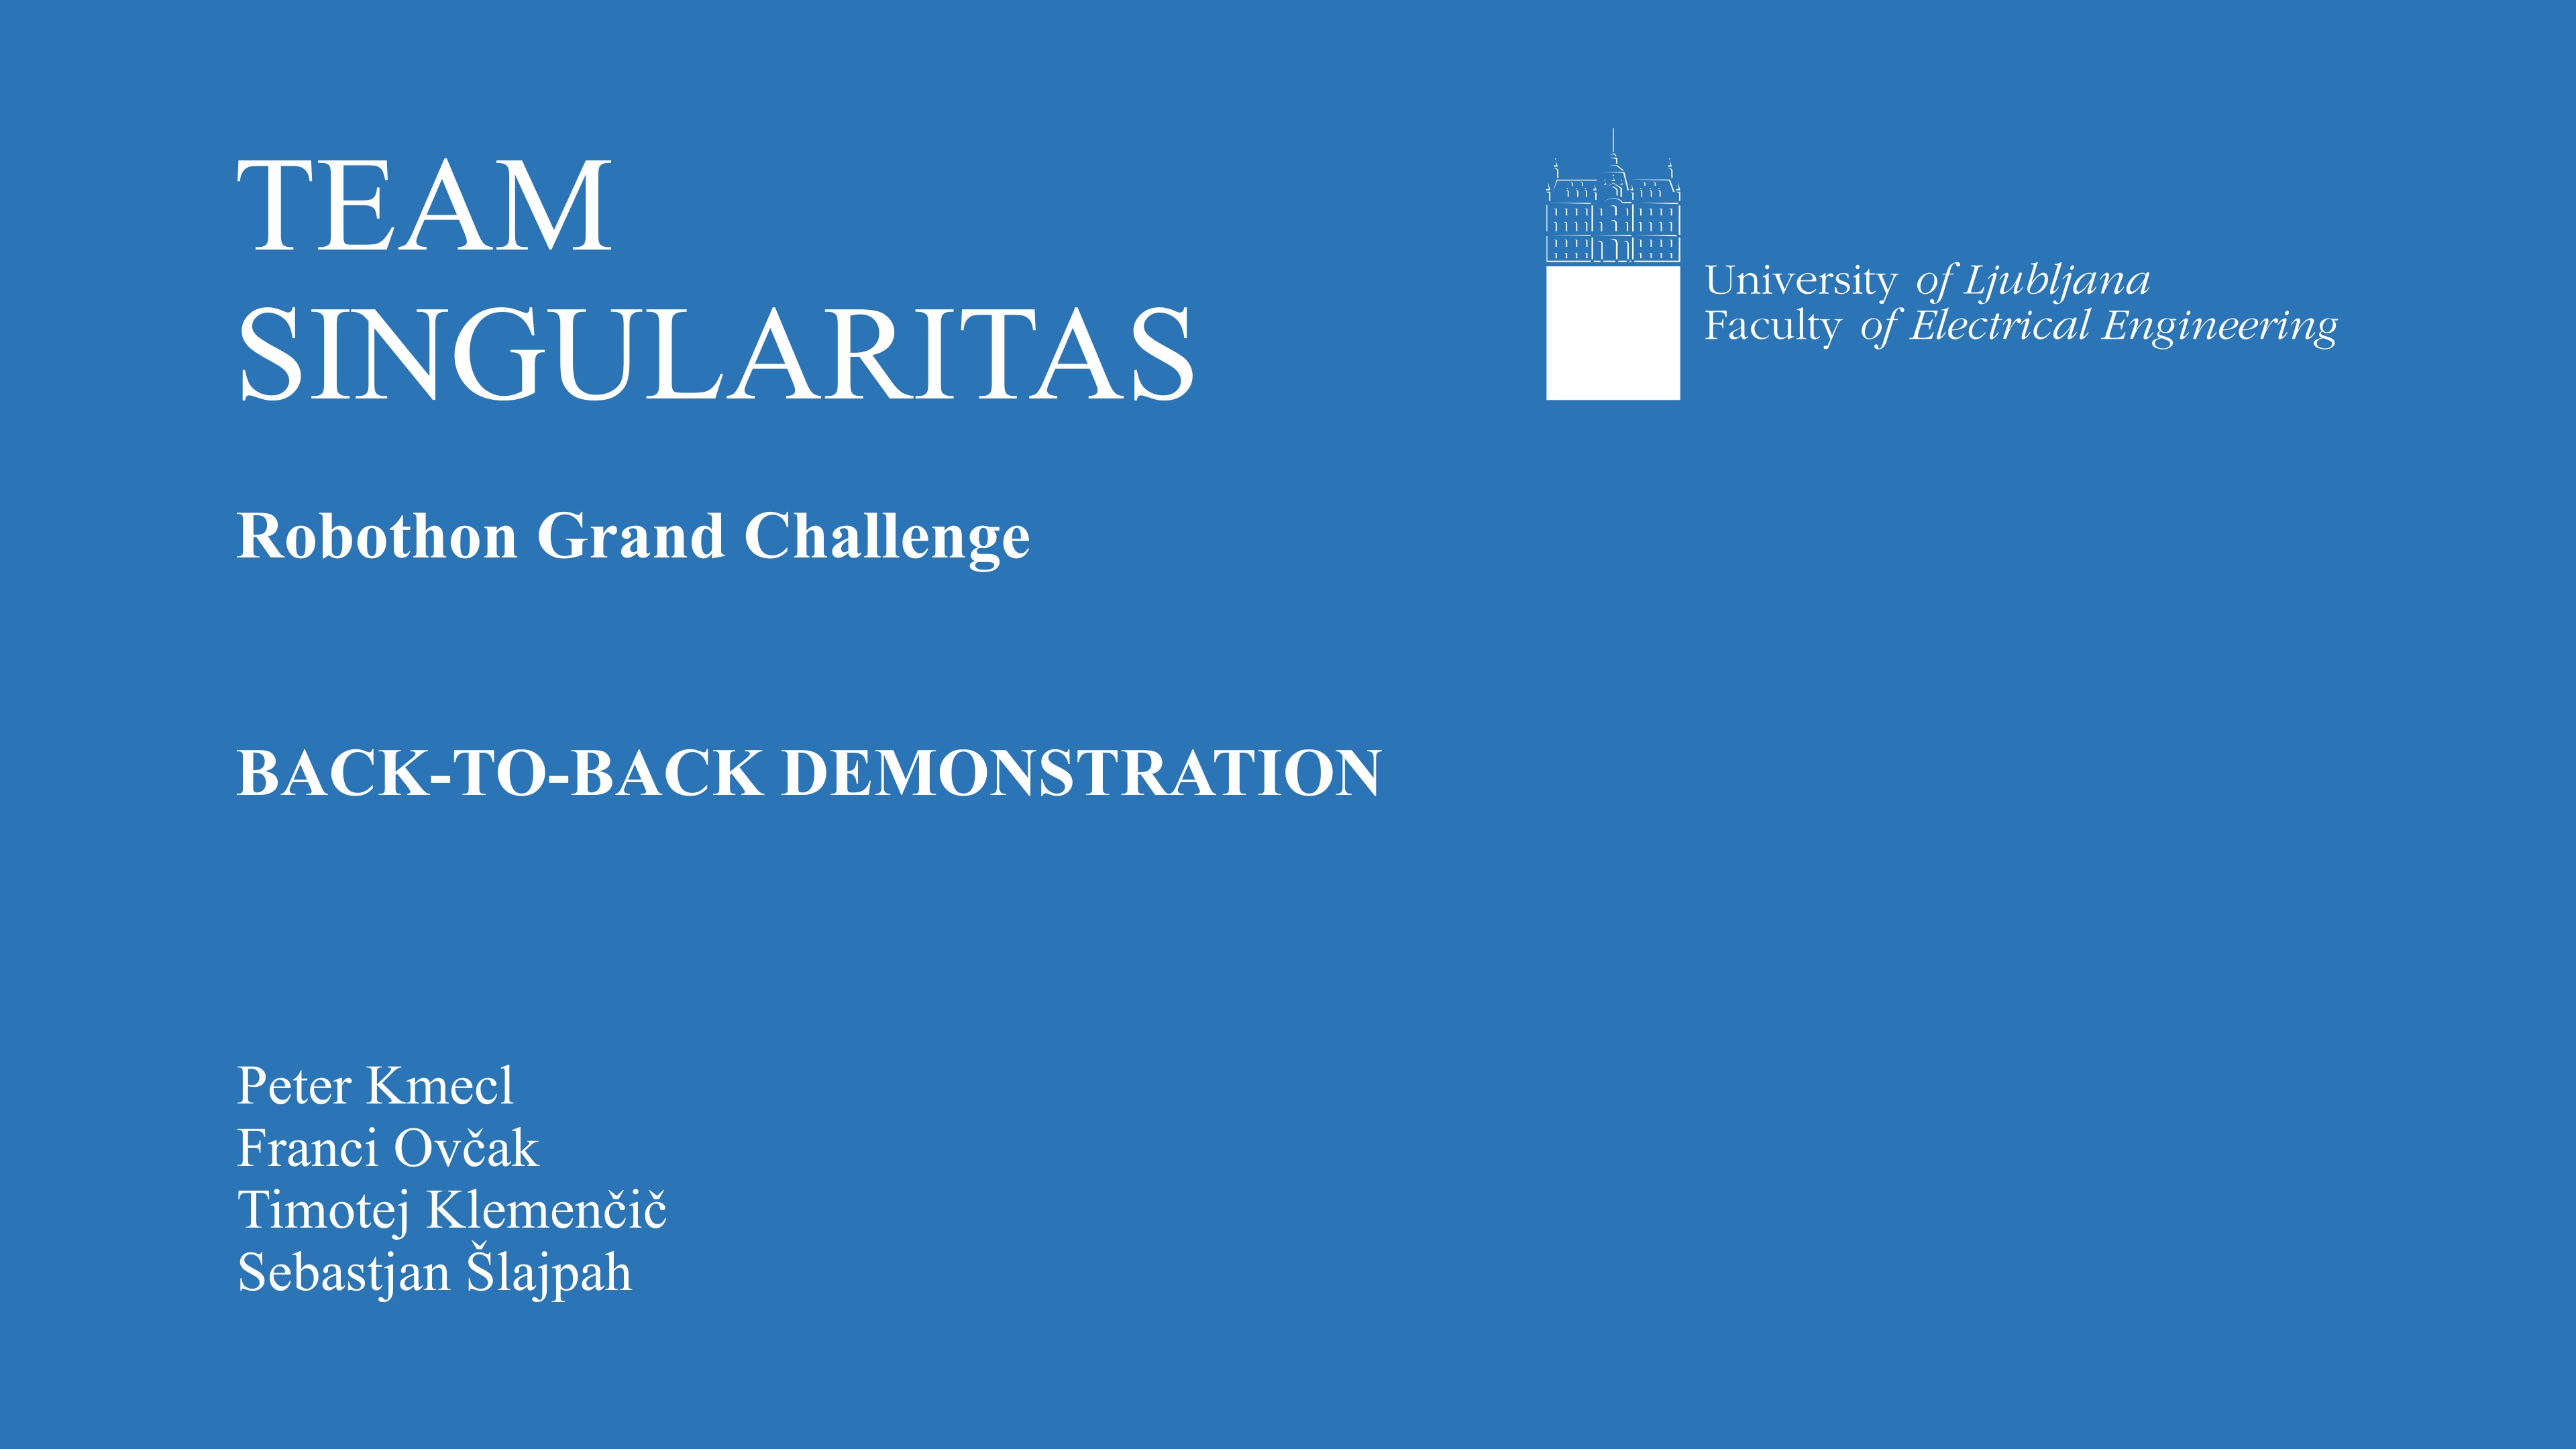 TEAM
SINGULARITAS
University of Ljubljana
Faculty of Electrical Engineering
Robothon Grand Challenge
BACK-TO-BACK DEMONSTRATION
Peter Kmecl
Franci Ovčak
Timotej Klemenčič
Sebastjan Šlajpah